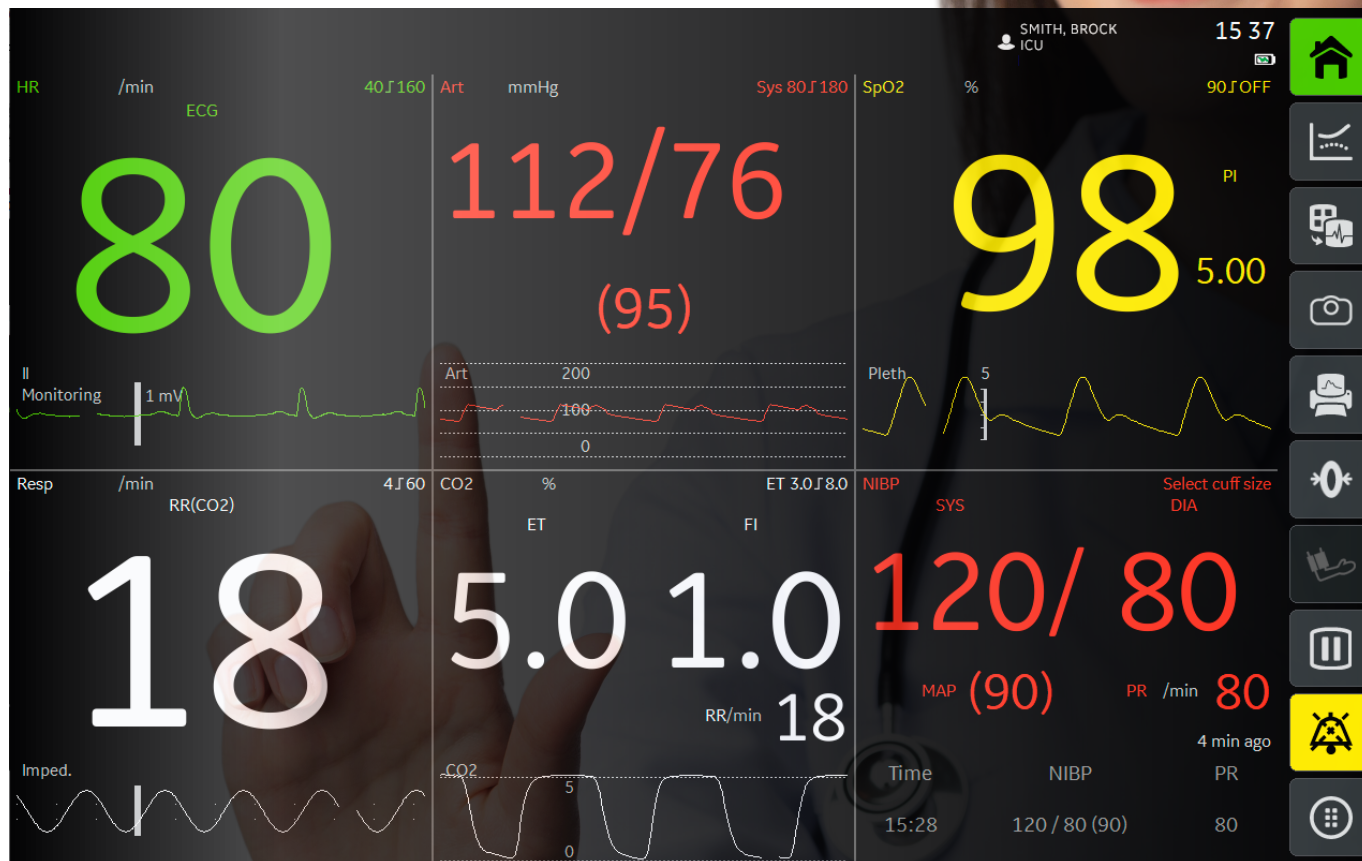 SMITH, BROCK
ICU
15 37
HR /min 40⎍160
ECG
80
II
Monitoring
1 mV
Art mmHg Sys 80⎍180
112/76
(95)
Art 200
100
0
SpO2 % 90⎍OFF
98
PI
5.00
Pleth 5
Resp /min 4⎍60
RR(CO2)
18
Imped.
CO2 % ET 3.0⎍8.0
ET FI
5.0 1.0
RR/min 18
CO2
5
0
NIBP Select cuff size
SYS DIA
120/ 80
MAP (90) PR /min 80
4 min ago
Time NIBP PR
15:28 120 / 80 (90) 80